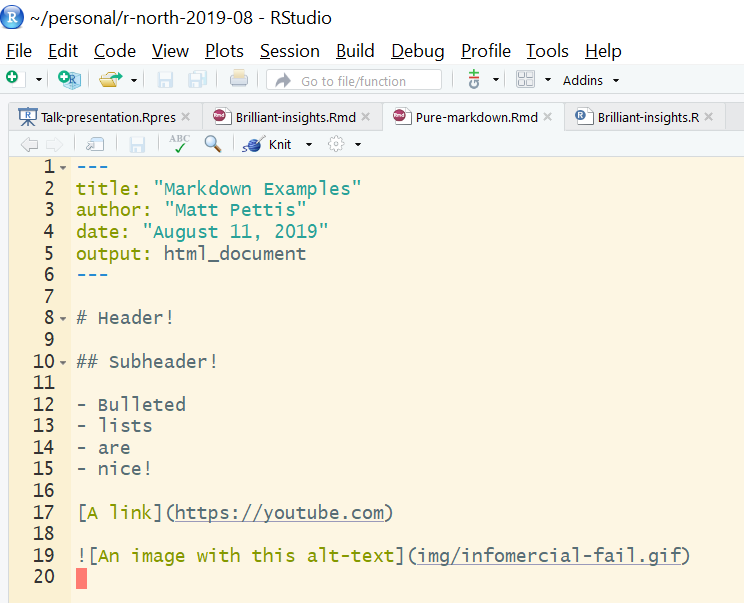 ~/personal/r-north-2019-08 - RStudio
File Edit Code View Plots Session Build Debug Profile Tools Help
Go to file/function Addins
Talk-presentation.Rpres Brilliant-insights.Rmd Pure-markdown.Rmd Brilliant-insights.R
ABC Knit
1 ---
2 title: "Markdown Examples"
3 author: "Matt Pettis"
4 date: "August 11, 2019"
5 output: html_document
6 ---
7
8 # Header!
9
10 ## Subheader!
11
12 - Bulleted
13 - lists
14 - are
15 - nice!
16
17 [A link](https://youtube.com)
18
19 ![An image with this alt-text](img/infomercial-fail.gif)
20